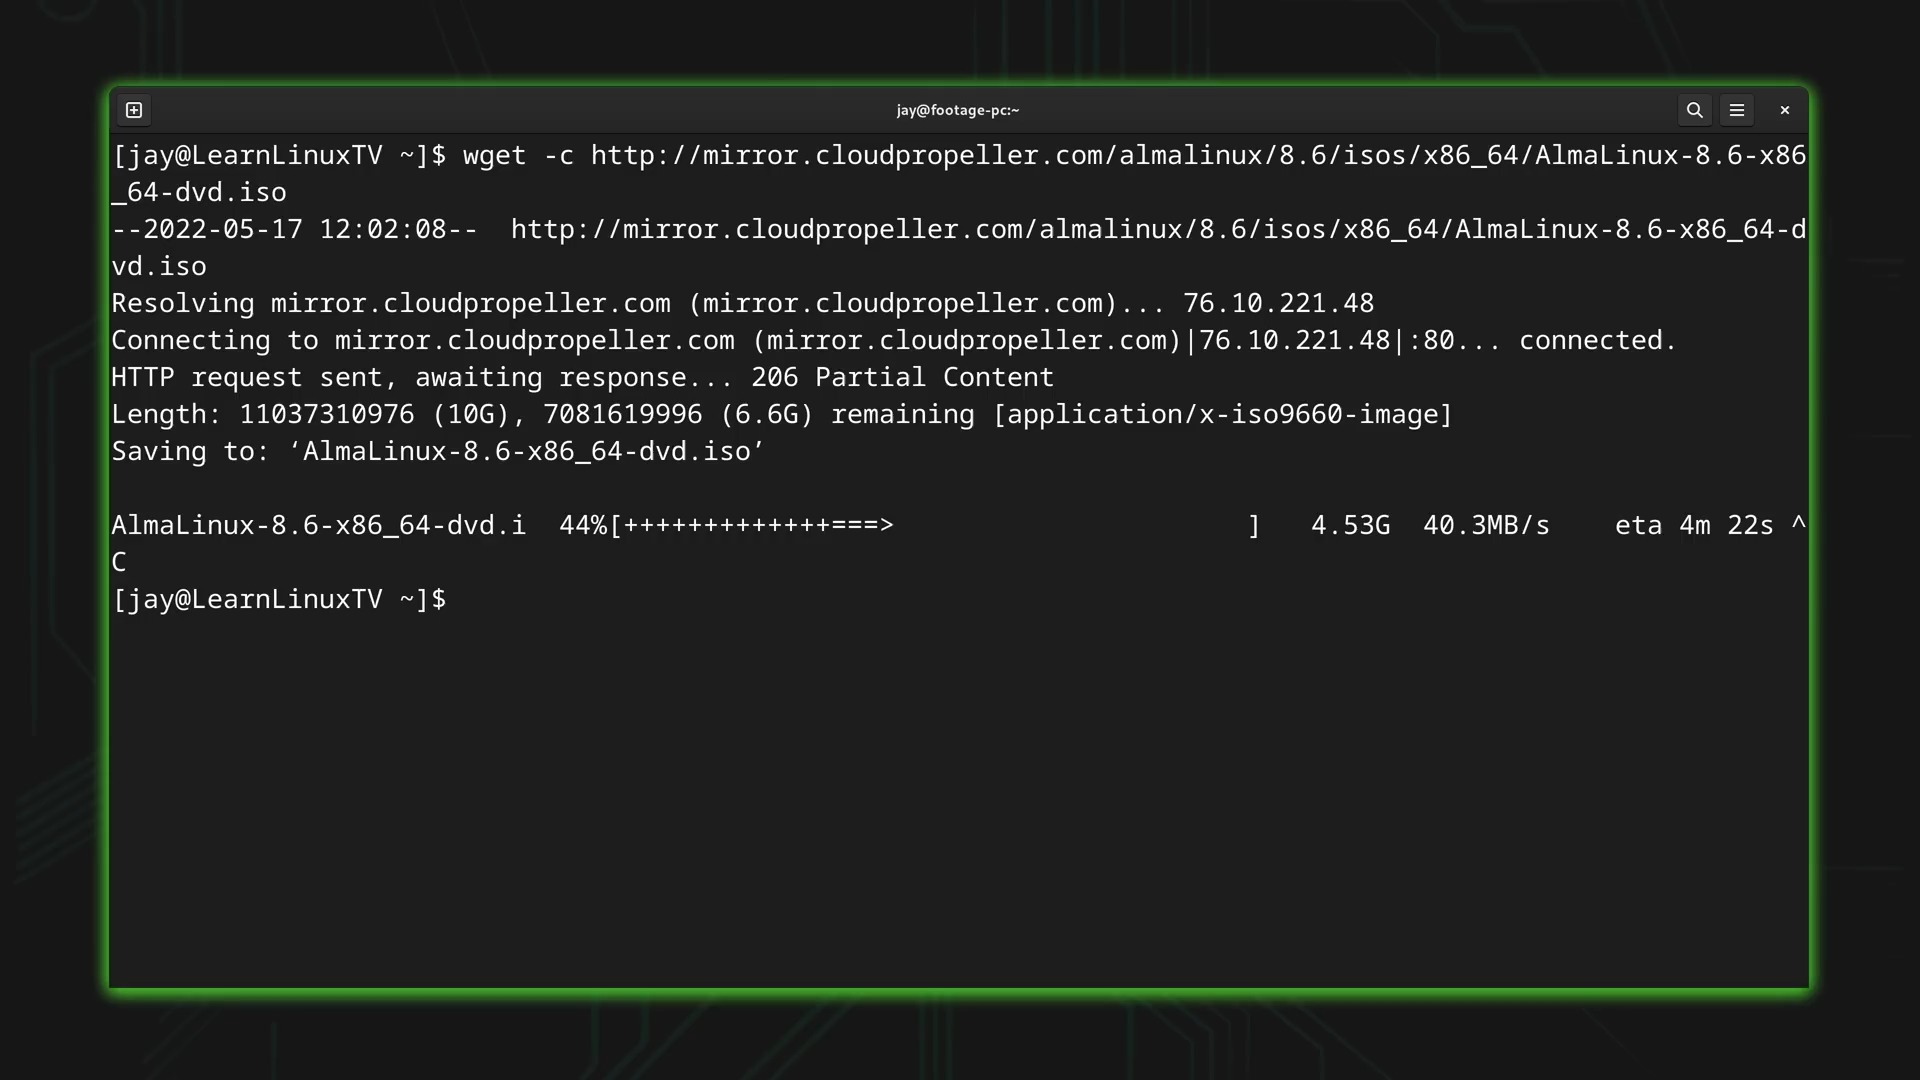 jay@footage-pc:~
[jay@LearnLinuxTV ~]$ wget -c http://mirror.cloudpropeller.com/almalinux/8.6/isos/x86_64/AlmaLinux-8.6-x86
_64-dvd.iso
--2022-05-17 12:02:08--  http://mirror.cloudpropeller.com/almalinux/8.6/isos/x86_64/AlmaLinux-8.6-x86_64-d
vd.iso
Resolving mirror.cloudpropeller.com (mirror.cloudpropeller.com)... 76.10.221.48
Connecting to mirror.cloudpropeller.com (mirror.cloudpropeller.com)|76.10.221.48|:80... connected.
HTTP request sent, awaiting response... 206 Partial Content
Length: 11037310976 (10G), 7081619996 (6.6G) remaining [application/x-iso9660-image]
Saving to: ‘AlmaLinux-8.6-x86_64-dvd.iso’
AlmaLinux-8.6-x86_64-dvd.i  44%[+++++++++++++===>                      ]   4.53G  40.3MB/s    eta 4m 22s ^
C
[jay@LearnLinuxTV ~]$